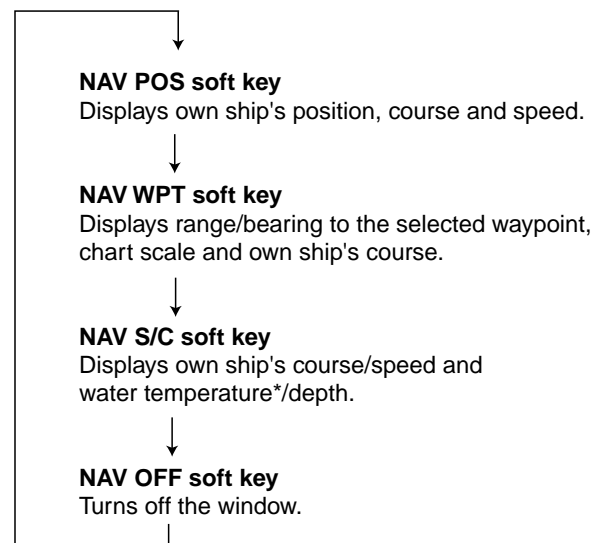 NAV POS soft key
Displays own ship's position, course and speed.
NAV WPT soft key
Displays range/bearing to the selected waypoint,
chart scale and own ship's course.
NAV S/C soft key
Displays own ship's course/speed and
water temperature*/depth.
NAV OFF soft key
Turns off the window.